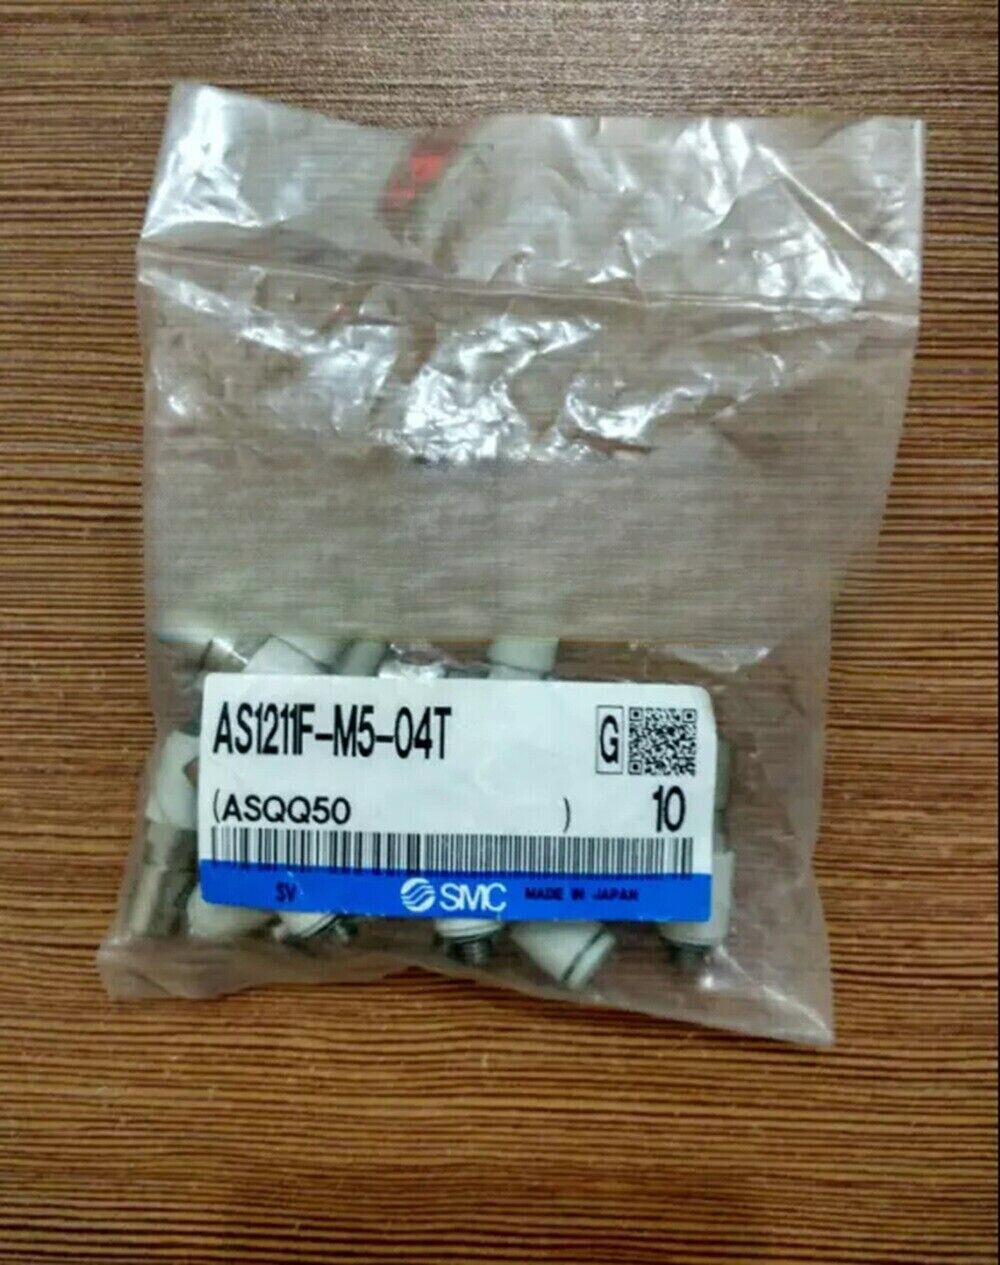 AS1211F-M5-04T
G
(ASQQ50 ) 10
SV SMC MADE IN JAPAN